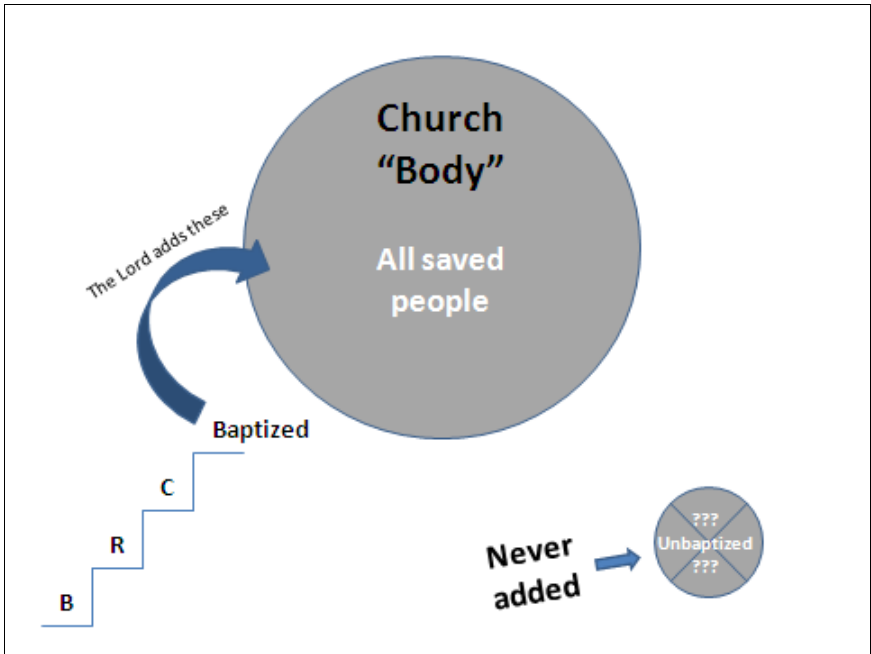 Church
“Body”
All saved
people
The Lord adds these
Baptized
C
R
B
Never
added
???
Unbaptized
???